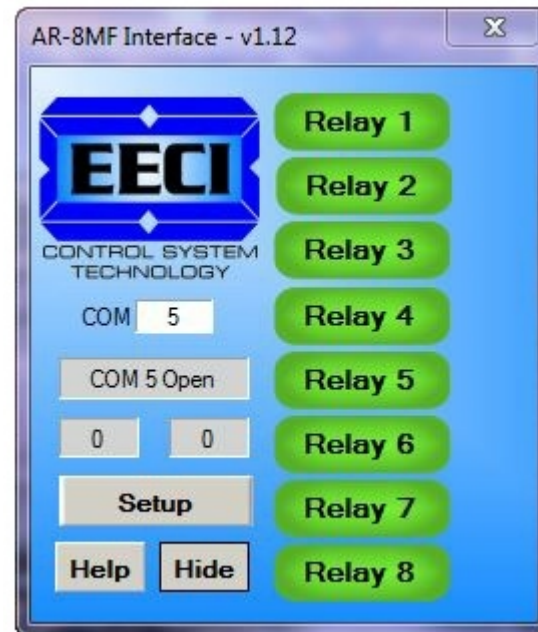 AR-8MF Interface - v1.12
X
EECI
CONTROL SYSTEM
TECHNOLOGY
COM 5
COM 5 Open
0 0
Setup
Help Hide
Relay 1
Relay 2
Relay 3
Relay 4
Relay 5
Relay 6
Relay 7
Relay 8